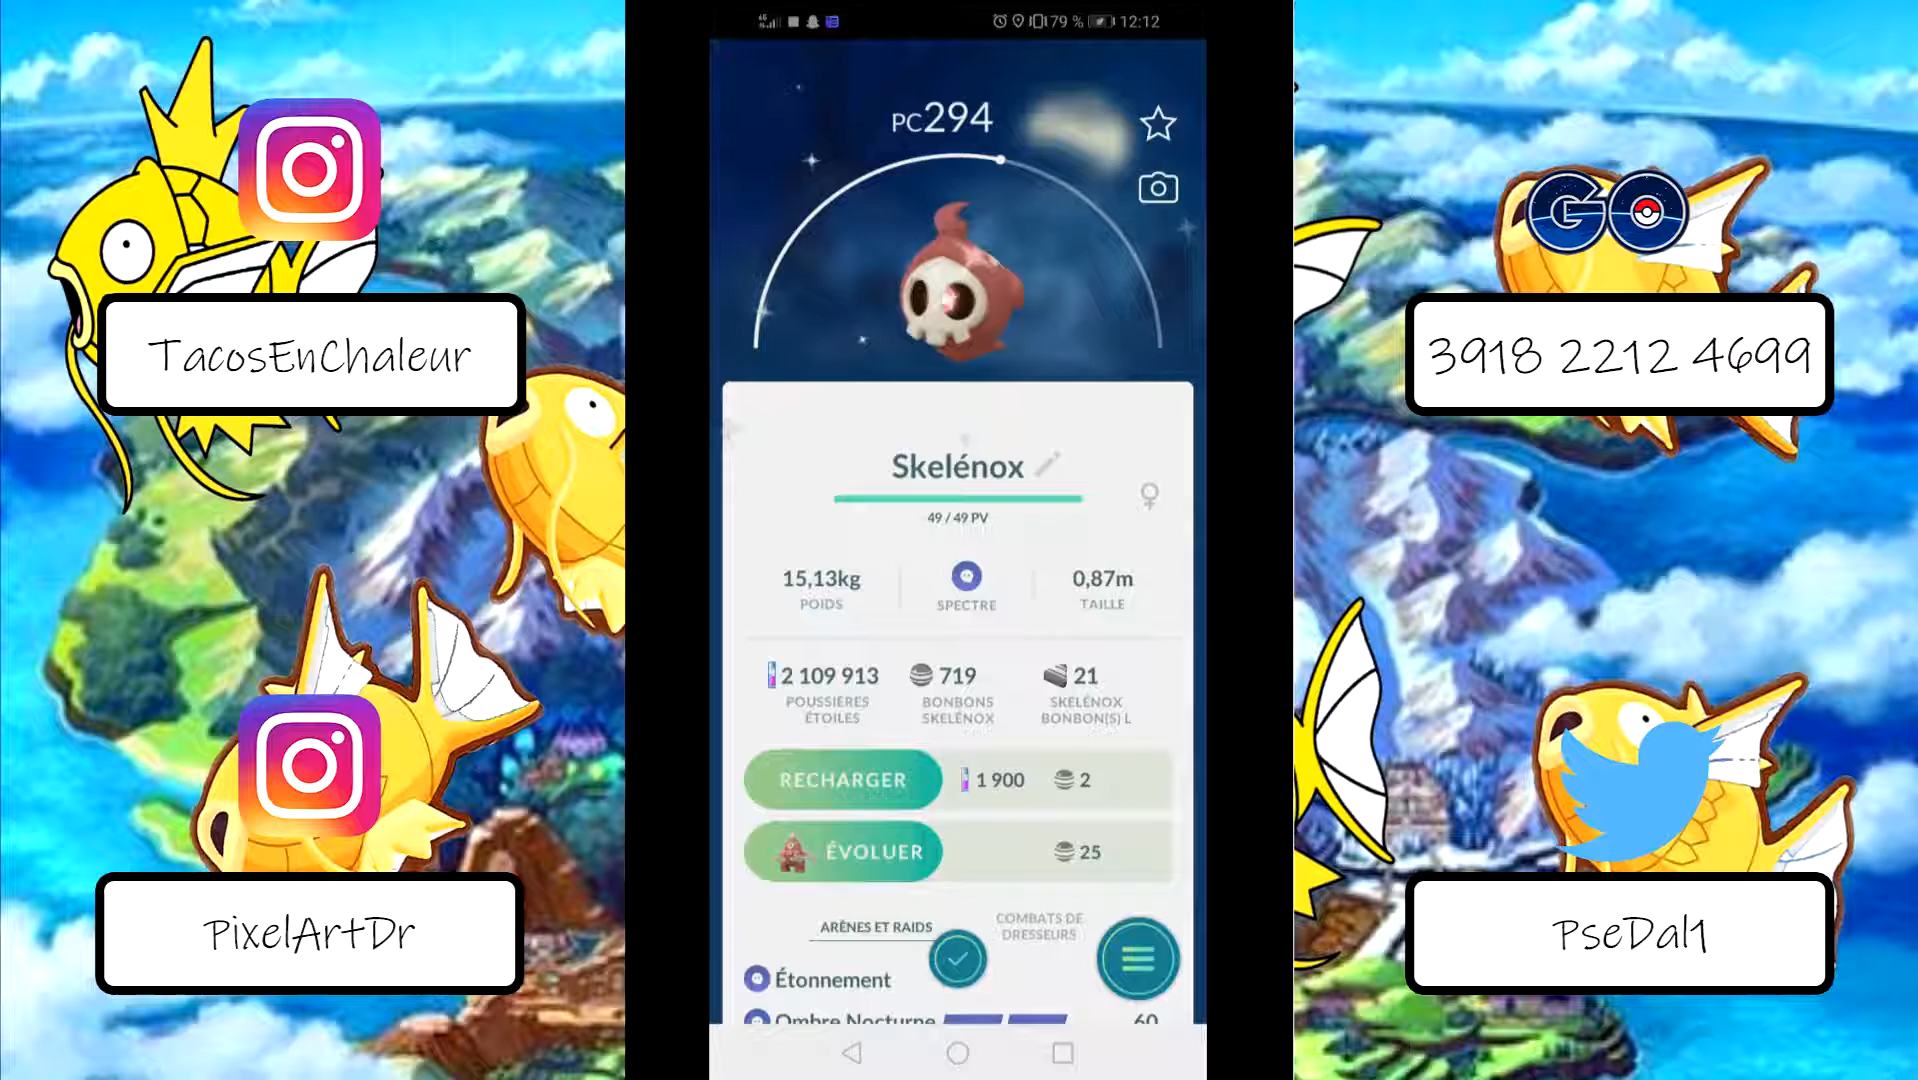 79 % 12:12
PC294
GO
TacosEnChaleur
3918 2212 4699
Skelénox
49 / 49 PV
15,13kg
POIDS
SPECTRE
0,87m
TAILLE
2 109 913
POUSSIÈRES
ÉTOILES
719
BONBONS
SKELÉNOX
21
SKELÉNOX
BONBON(S) L
RECHARGER 1 900 2
ÉVOLUER 25
ARÈNES ET RAIDS
COMBATS DE
DRESSEURS
Étonnement
Ombre Nocturne 60
PixelArtDr
PseDal1